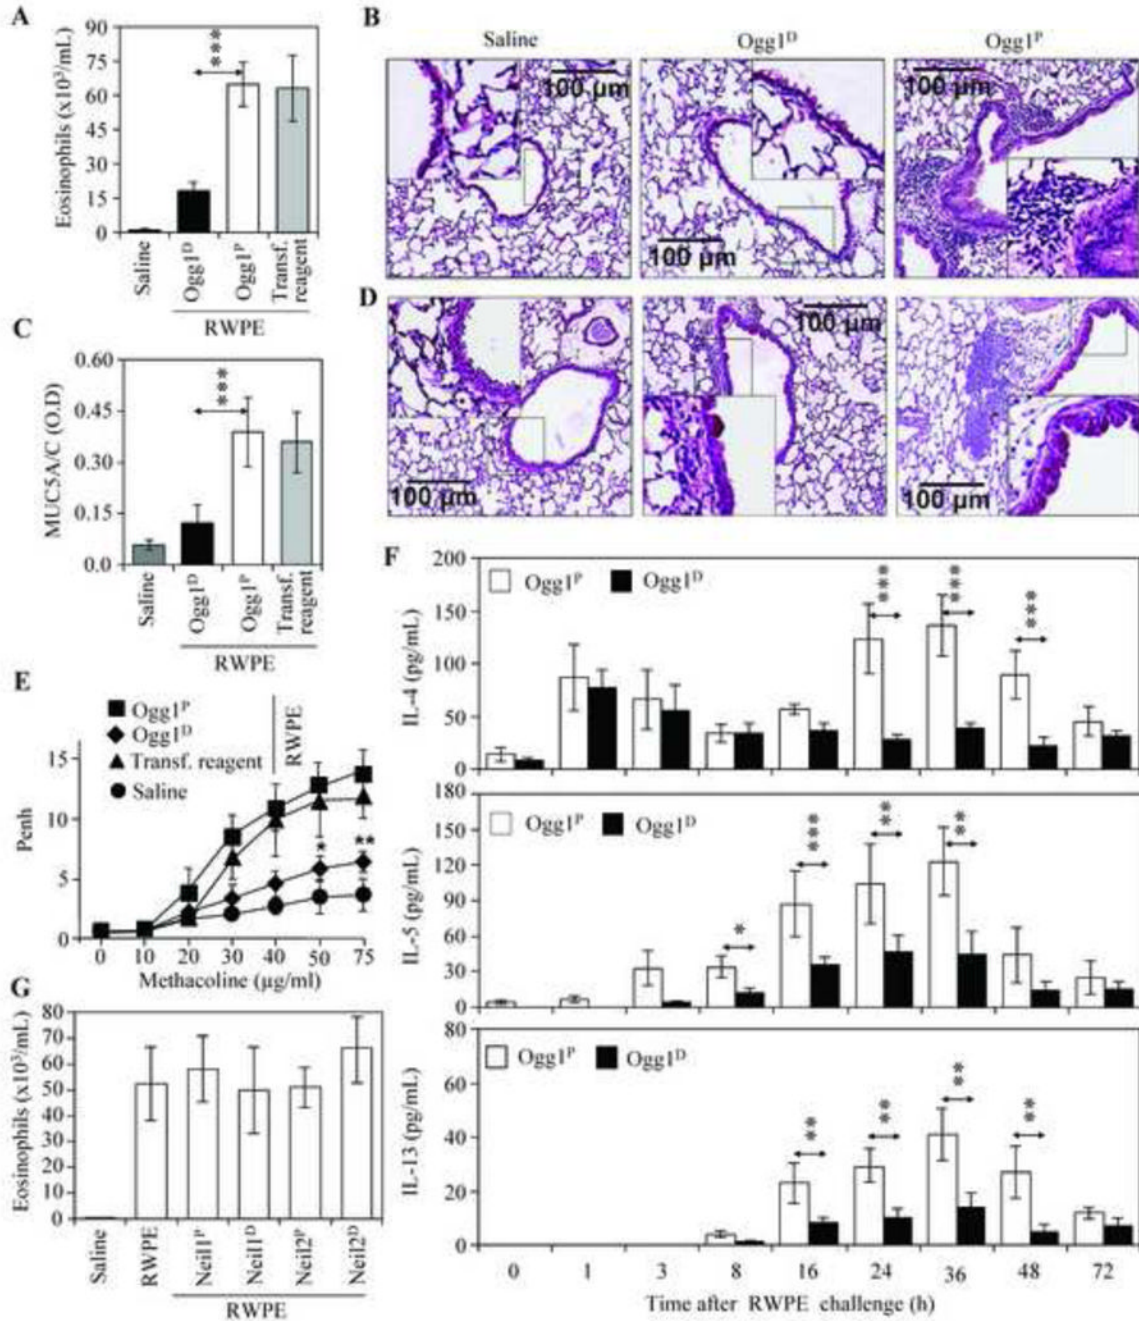 A
Eosinophils (x10³/mL)
90
75
60
45
30
15
0
***
Saline
Ogg1ᴰ
Ogg1ᴾ
Transf. reagent
RWPE
B
Saline
Ogg1ᴰ
Ogg1ᴾ
100 µm
100 µm
100 µm
100 µm
C
MUC5A/C (O.D)
0.60
0.45
0.30
0.15
0.0
***
Saline
Ogg1ᴰ
Ogg1ᴾ
Transf. reagent
RWPE
D
100 µm
100 µm
100 µm
E
Ogg1ᴾ
Ogg1ᴰ
Transf. reagent
Saline
RWPE
Penh
15
10
5
0
*
**
0 10 20 30 40 50 75
Methacoline (µg/ml)
F
IL-4 (pg/mL)
200
150
100
50
0
Ogg1ᴾ Ogg1ᴰ
*** *** ***
IL-5 (pg/mL)
180
150
120
90
60
30
0
Ogg1ᴾ Ogg1ᴰ
* *** ** **
IL-13 (pg/mL)
80
60
40
20
0
Ogg1ᴾ Ogg1ᴰ
** ** ** **
0 1 3 8 16 24 36 48 72
Time after RWPE challenge (h)
G
Eosinophils (x10³/mL)
80
70
60
50
40
30
20
10
0
Saline
RWPE
Neil1ᴾ
Neil1ᴰ
Neil2ᴾ
Neil2ᴰ
RWPE